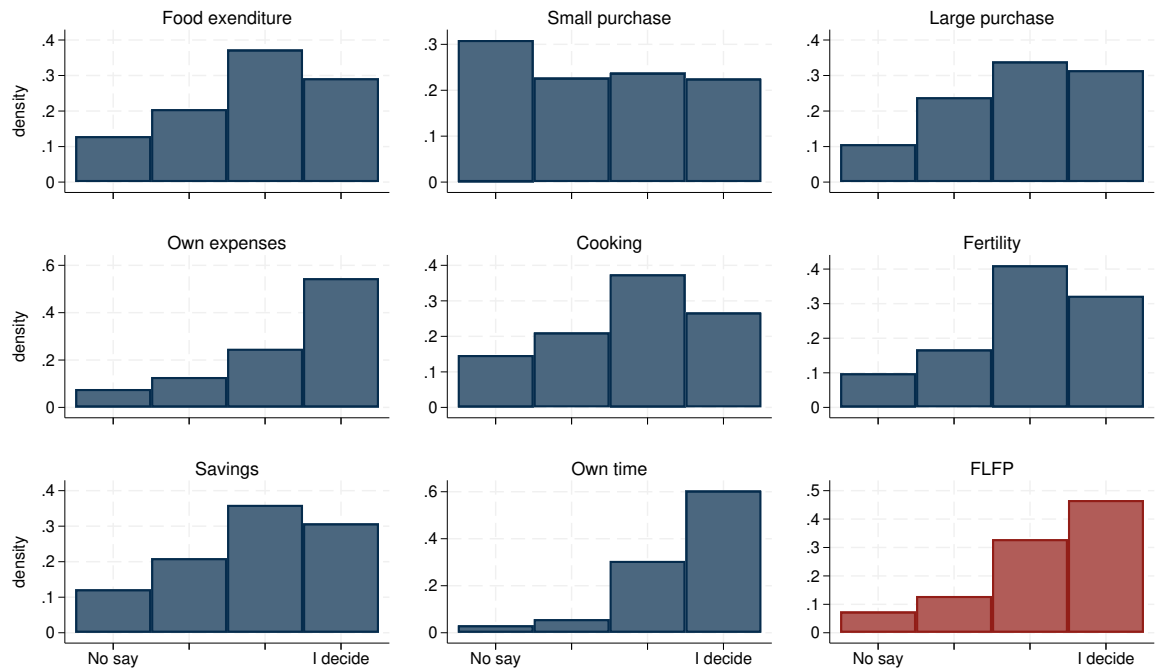 Food exenditure
Small purchase
Large purchase
density
.4
.3
.2
.1
0
.3
.2
.1
0
.4
.3
.2
.1
0
Own expenses
Cooking
Fertility
density
.6
.4
.2
0
.4
.3
.2
.1
0
.4
.3
.2
.1
0
Savings
Own time
FLFP
density
.4
.3
.2
.1
0
.6
.4
.2
0
.5
.4
.3
.2
.1
0
No say I decide
No say I decide
No say I decide